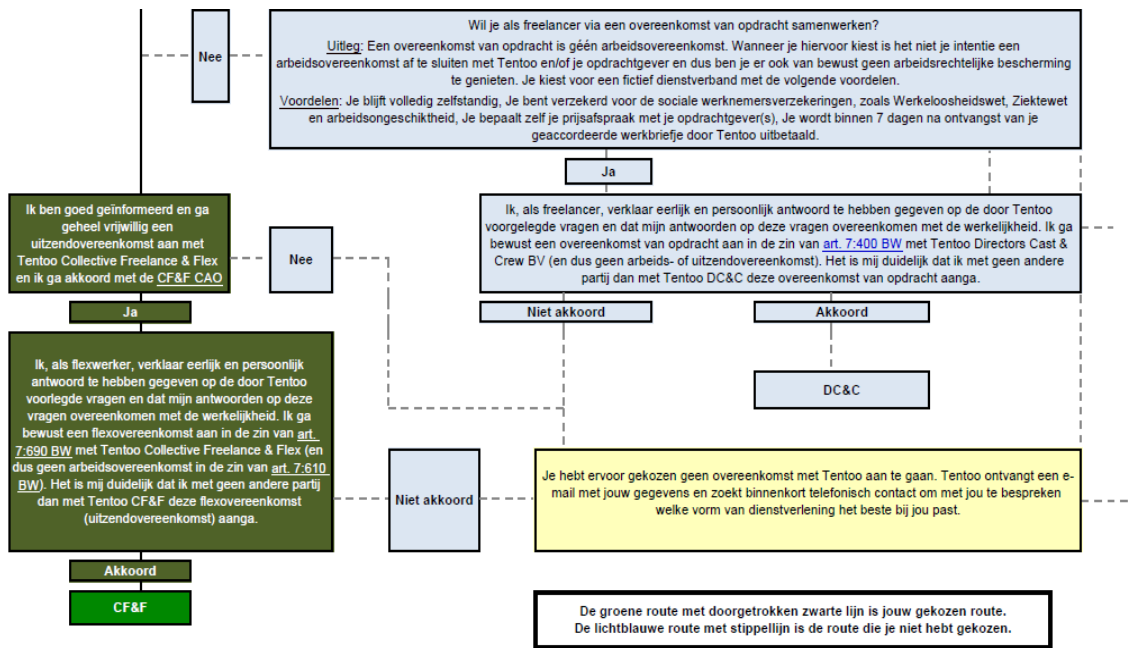 Nee
Wil je als freelancer via een overeenkomst van opdracht samenwerken?
Uitleg: Een overeenkomst van opdracht is géén arbeidsovereenkomst. Wanneer je hiervoor kiest is het niet je intentie een
arbeidsovereenkomst af te sluiten met Tentoo en/of je opdrachtgever en dus ben je er ook van bewust geen arbeidsrechtelijke bescherming
te genieten. Je kiest voor een fictief dienstverband met de volgende voordelen.
Voordelen: Je blijft volledig zelfstandig, Je bent verzekerd voor de sociale werknemersverzekeringen, zoals Werkeloosheidswet, Ziektewet
en arbeidsongeschiktheid, Je bepaalt zelf je prijsafspraak met je opdrachtgever(s), Je wordt binnen 7 dagen na ontvangst van je
geaccordeerde werkbriefje door Tentoo uitbetaald.
Ja
Ik ben goed geïnformeerd en ga
geheel vrijwillig een
uitzendovereenkomst aan met
Tentoo Collective Freelance & Flex
en ik ga akkoord met de CF&F CAO
Nee
Ik, als freelancer, verklaar eerlijk en persoonlijk antwoord te hebben gegeven op de door Tentoo
voorgelegde vragen en dat mijn antwoorden op deze vragen overeenkomen met de werkelijkheid. Ik ga
bewust een overeenkomst van opdracht aan in de zin van art. 7:400 BW met Tentoo Directors Cast &
Crew BV (en dus geen arbeids- of uitzendovereenkomst). Het is mij duidelijk dat ik met geen andere
partij dan met Tentoo DC&C deze overeenkomst van opdracht aanga.
Ja
Niet akkoord
Akkoord
Ik, als flexwerker, verklaar eerlijk en persoonlijk
antwoord te hebben gegeven op de door Tentoo
voorlegde vragen en dat mijn antwoorden op deze
vragen overeenkomen met de werkelijkheid. Ik ga
bewust een flexovereenkomst aan in de zin van art.
7:690 BW met Tentoo Collective Freelance & Flex (en
dus geen arbeidsovereenkomst in de zin van art. 7:610
BW). Het is mij duidelijk dat ik met geen andere partij
dan met Tentoo CF&F deze flexovereenkomst
(uitzendovereenkomst) aanga.
DC&C
Niet akkoord
Je hebt ervoor gekozen geen overeenkomst met Tentoo aan te gaan. Tentoo ontvangt een e-
mail met jouw gegevens en zoekt binnenkort telefonisch contact om met jou te bespreken
welke vorm van dienstverlening het beste bij jou past.
Akkoord
CF&F
De groene route met doorgetrokken zwarte lijn is jouw gekozen route.
De lichtblauwe route met stippellijn is de route die je niet hebt gekozen.